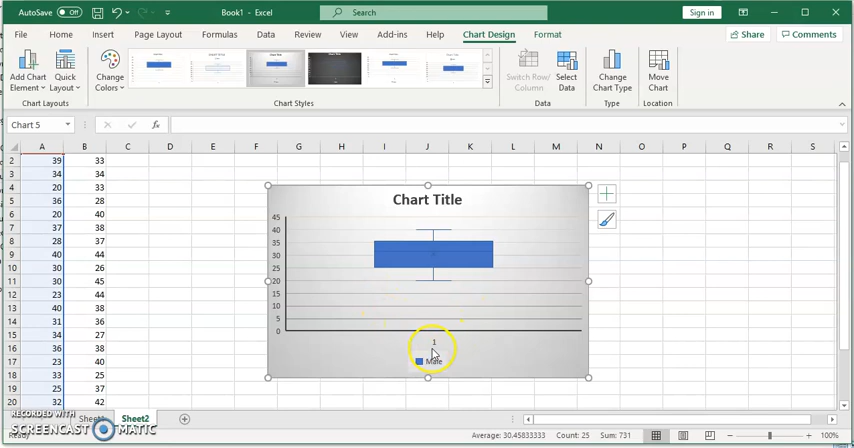 AutoSave Off Book1 - Excel Search Sign in
File Home Insert Page Layout Formulas Data Review View Add-ins Help Chart Design Format Share Comments
Add Chart Element Quick Layout Change Colors Switch Row/Column Select Data Change Chart Type Move Chart
Chart Layouts Chart Styles Data Type Location
Chart 5 fx
A B C D E F G H I J K L M N O P Q R S
2 39 33
3 34 34
4 20 33
5 36 28
6 20 40
7 37 38
8 28 37
9 40 44
10 30 26
11 30 45
12 23 44
13 40 38
14 31 36
15 34 27
16 36 38
17 23 40
18 33 25
19 25 37
20 32 42
Chart Title
45
40
35
30
25
20
15
10
5
0
1
Male
Sheet1 Sheet2
RECORDED WITH
SCREENCAST MATIC
Ready Average: 30.45833333 Count: 25 Sum: 731 100%